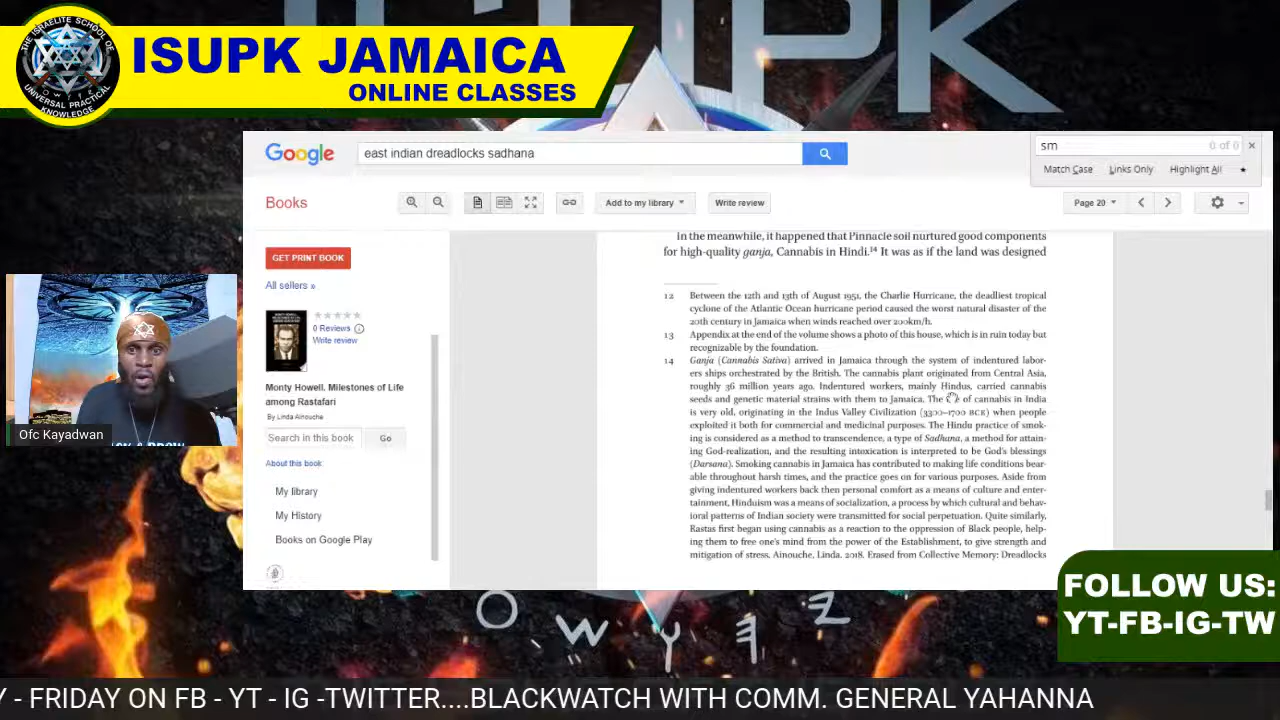 THE ISRAELITE SCHOOL OF
UNIVERSAL PRACTICAL
KNOWLEDGE
ISUPK JAMAICA
ONLINE CLASSES
PK
Google
east indian dreadlocks sadhana
sm
0 of 0
Match Case
Links Only
Highlight All
Books
Add to my library
Write review
Page 20
GET PRINT BOOK
All sellers »
0 Reviews
Write review
Monty Howell. Milestones of Life
among Rastafari
By Linda Ainouche
Search in this book
Go
About this book
My library
My History
Books on Google Play
In the meanwhile, it happened that Pinnacle soil nurtured good components
for high-quality ganja, Cannabis in Hindi.14 It was as if the land was designed
12 Between the 12th and 13th of August 1951, the Charlie Hurricane, the deadliest tropical
cyclone of the Atlantic Ocean hurricane period caused the worst natural disaster of the
20th century in Jamaica when winds reached over 200km/h.
13 Appendix at the end of the volume shows a photo of this house, which is in ruin today but
recognizable by the foundation.
14 Ganja (Cannabis Sativa) arrived in Jamaica through the system of indentured labor-
ers ships orchestrated by the British. The cannabis plant originated from Central Asia,
roughly 36 million years ago. Indentured workers, mainly Hindus, carried cannabis
seeds and genetic material strains with them to Jamaica. The of cannabis in India
is very old, originating in the Indus Valley Civilization (3300–1700 BCE) when people
exploited it both for commercial and medicinal purposes. The Hindu practice of smok-
ing is considered as a method to transcendence, a type of Sadhana, a method for attain-
ing God-realization, and the resulting intoxication is interpreted to be God's blessings
(Darsana). Smoking cannabis in Jamaica has contributed to making life conditions bear-
able throughout harsh times, and the practice goes on for various purposes. Aside from
giving indentured workers back then personal comfort as a means of culture and enter-
tainment, Hinduism was a means of socialization, a process by which cultural and behav-
ioral patterns of Indian society were transmitted for social perpetuation. Quite similarly,
Rastas first began using cannabis as a reaction to the oppression of Black people, help-
ing them to free one's mind from the power of the Establishment, to give strength and
mitigation of stress. Ainouche, Linda. 2018. Erased from Collective Memory: Dreadlocks
Ofc Kayadwan
FOLLOW US:
YT-FB-IG-TW
Y - FRIDAY ON FB - YT - IG -TWITTER....BLACKWATCH WITH COMM. GENERAL YAHANNA